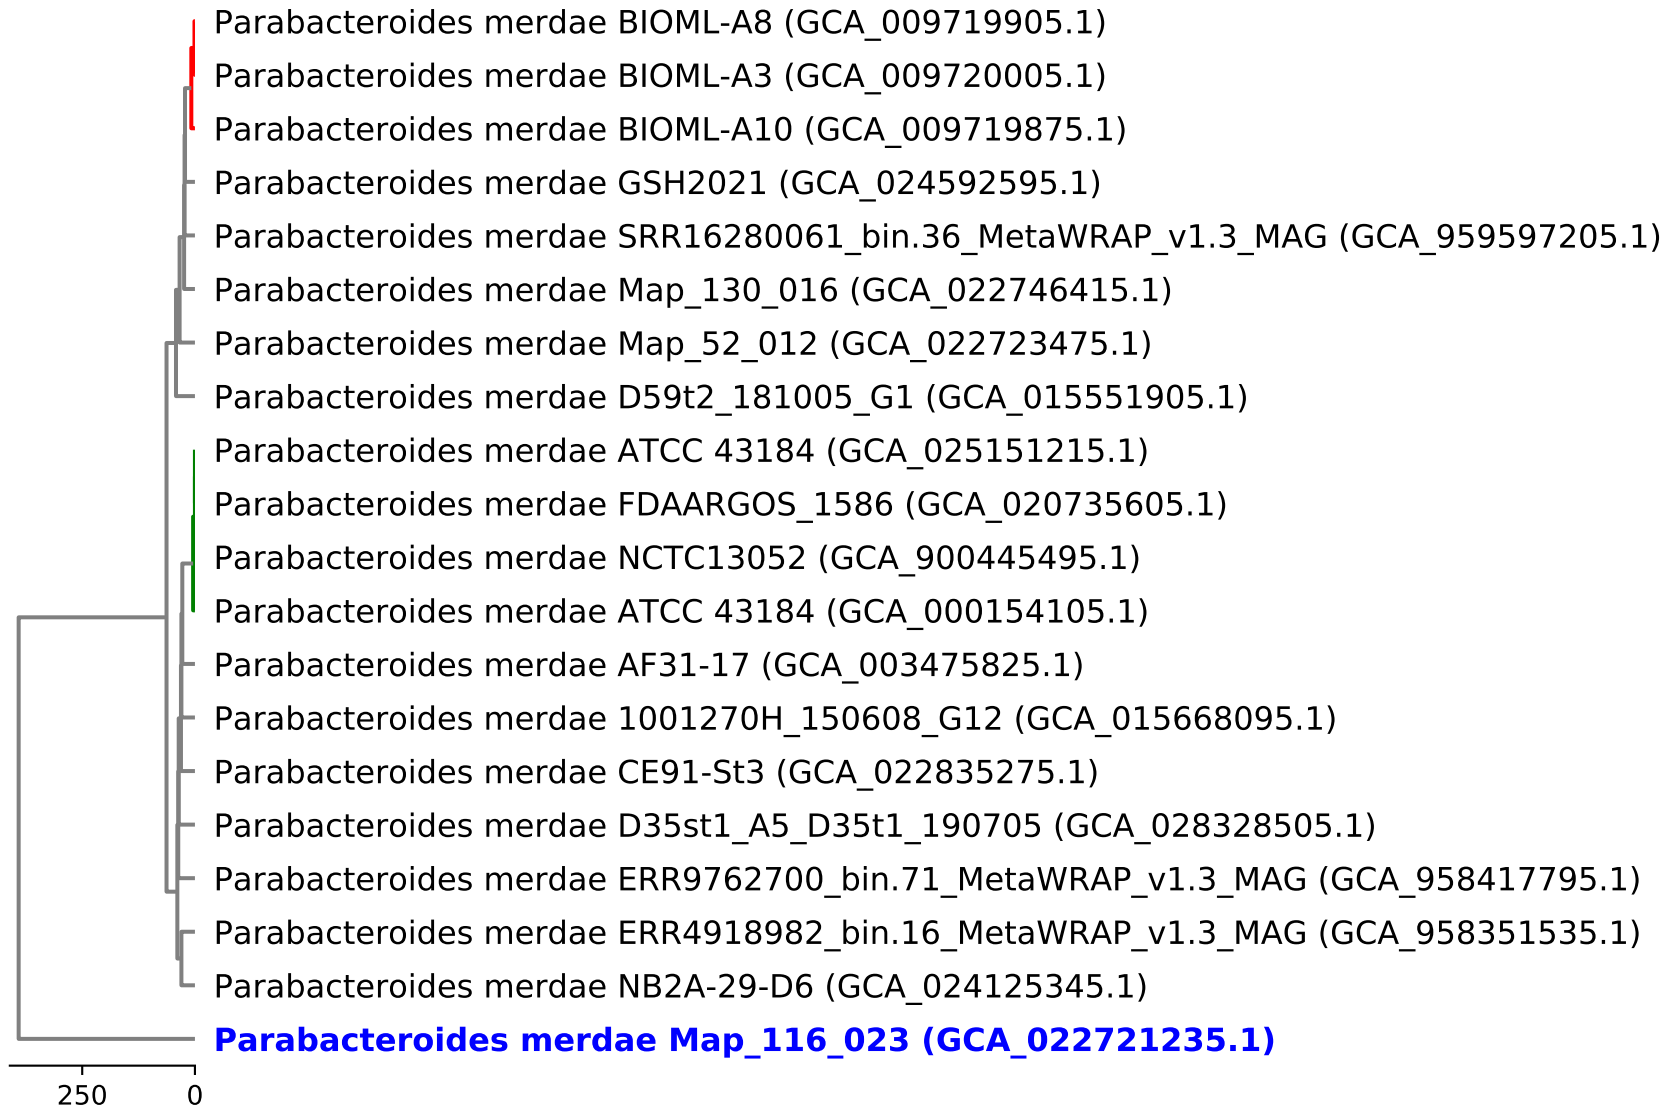 Parabacteroides merdae BIOML-A8 (GCA_009719905.1)
Parabacteroides merdae BIOML-A3 (GCA_009720005.1)
Parabacteroides merdae BIOML-A10 (GCA_009719875.1)
Parabacteroides merdae GSH2021 (GCA_024592595.1)
Parabacteroides merdae SRR16280061_bin.36_MetaWRAP_v1.3_MAG (GCA_959597205.1)
Parabacteroides merdae Map_130_016 (GCA_022746415.1)
Parabacteroides merdae Map_52_012 (GCA_022723475.1)
Parabacteroides merdae D59t2_181005_G1 (GCA_015551905.1)
Parabacteroides merdae ATCC 43184 (GCA_025151215.1)
Parabacteroides merdae FDAARGOS_1586 (GCA_020735605.1)
Parabacteroides merdae NCTC13052 (GCA_900445495.1)
Parabacteroides merdae ATCC 43184 (GCA_000154105.1)
Parabacteroides merdae AF31-17 (GCA_003475825.1)
Parabacteroides merdae 1001270H_150608_G12 (GCA_015668095.1)
Parabacteroides merdae CE91-St3 (GCA_022835275.1)
Parabacteroides merdae D35st1_A5_D35t1_190705 (GCA_028328505.1)
Parabacteroides merdae ERR9762700_bin.71_MetaWRAP_v1.3_MAG (GCA_958417795.1)
Parabacteroides merdae ERR4918982_bin.16_MetaWRAP_v1.3_MAG (GCA_958351535.1)
Parabacteroides merdae NB2A-29-D6 (GCA_024125345.1)
Parabacteroides merdae Map_116_023 (GCA_022721235.1)
250 0